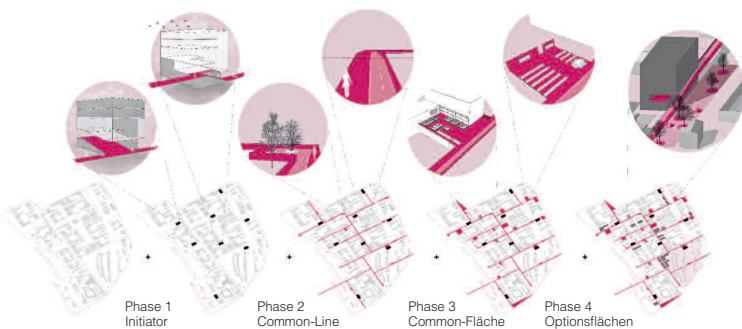 Phase 1
Initiator
Phase 2
Common-Line
Phase 3
Common-Fläche
Phase 4
Optionsflächen